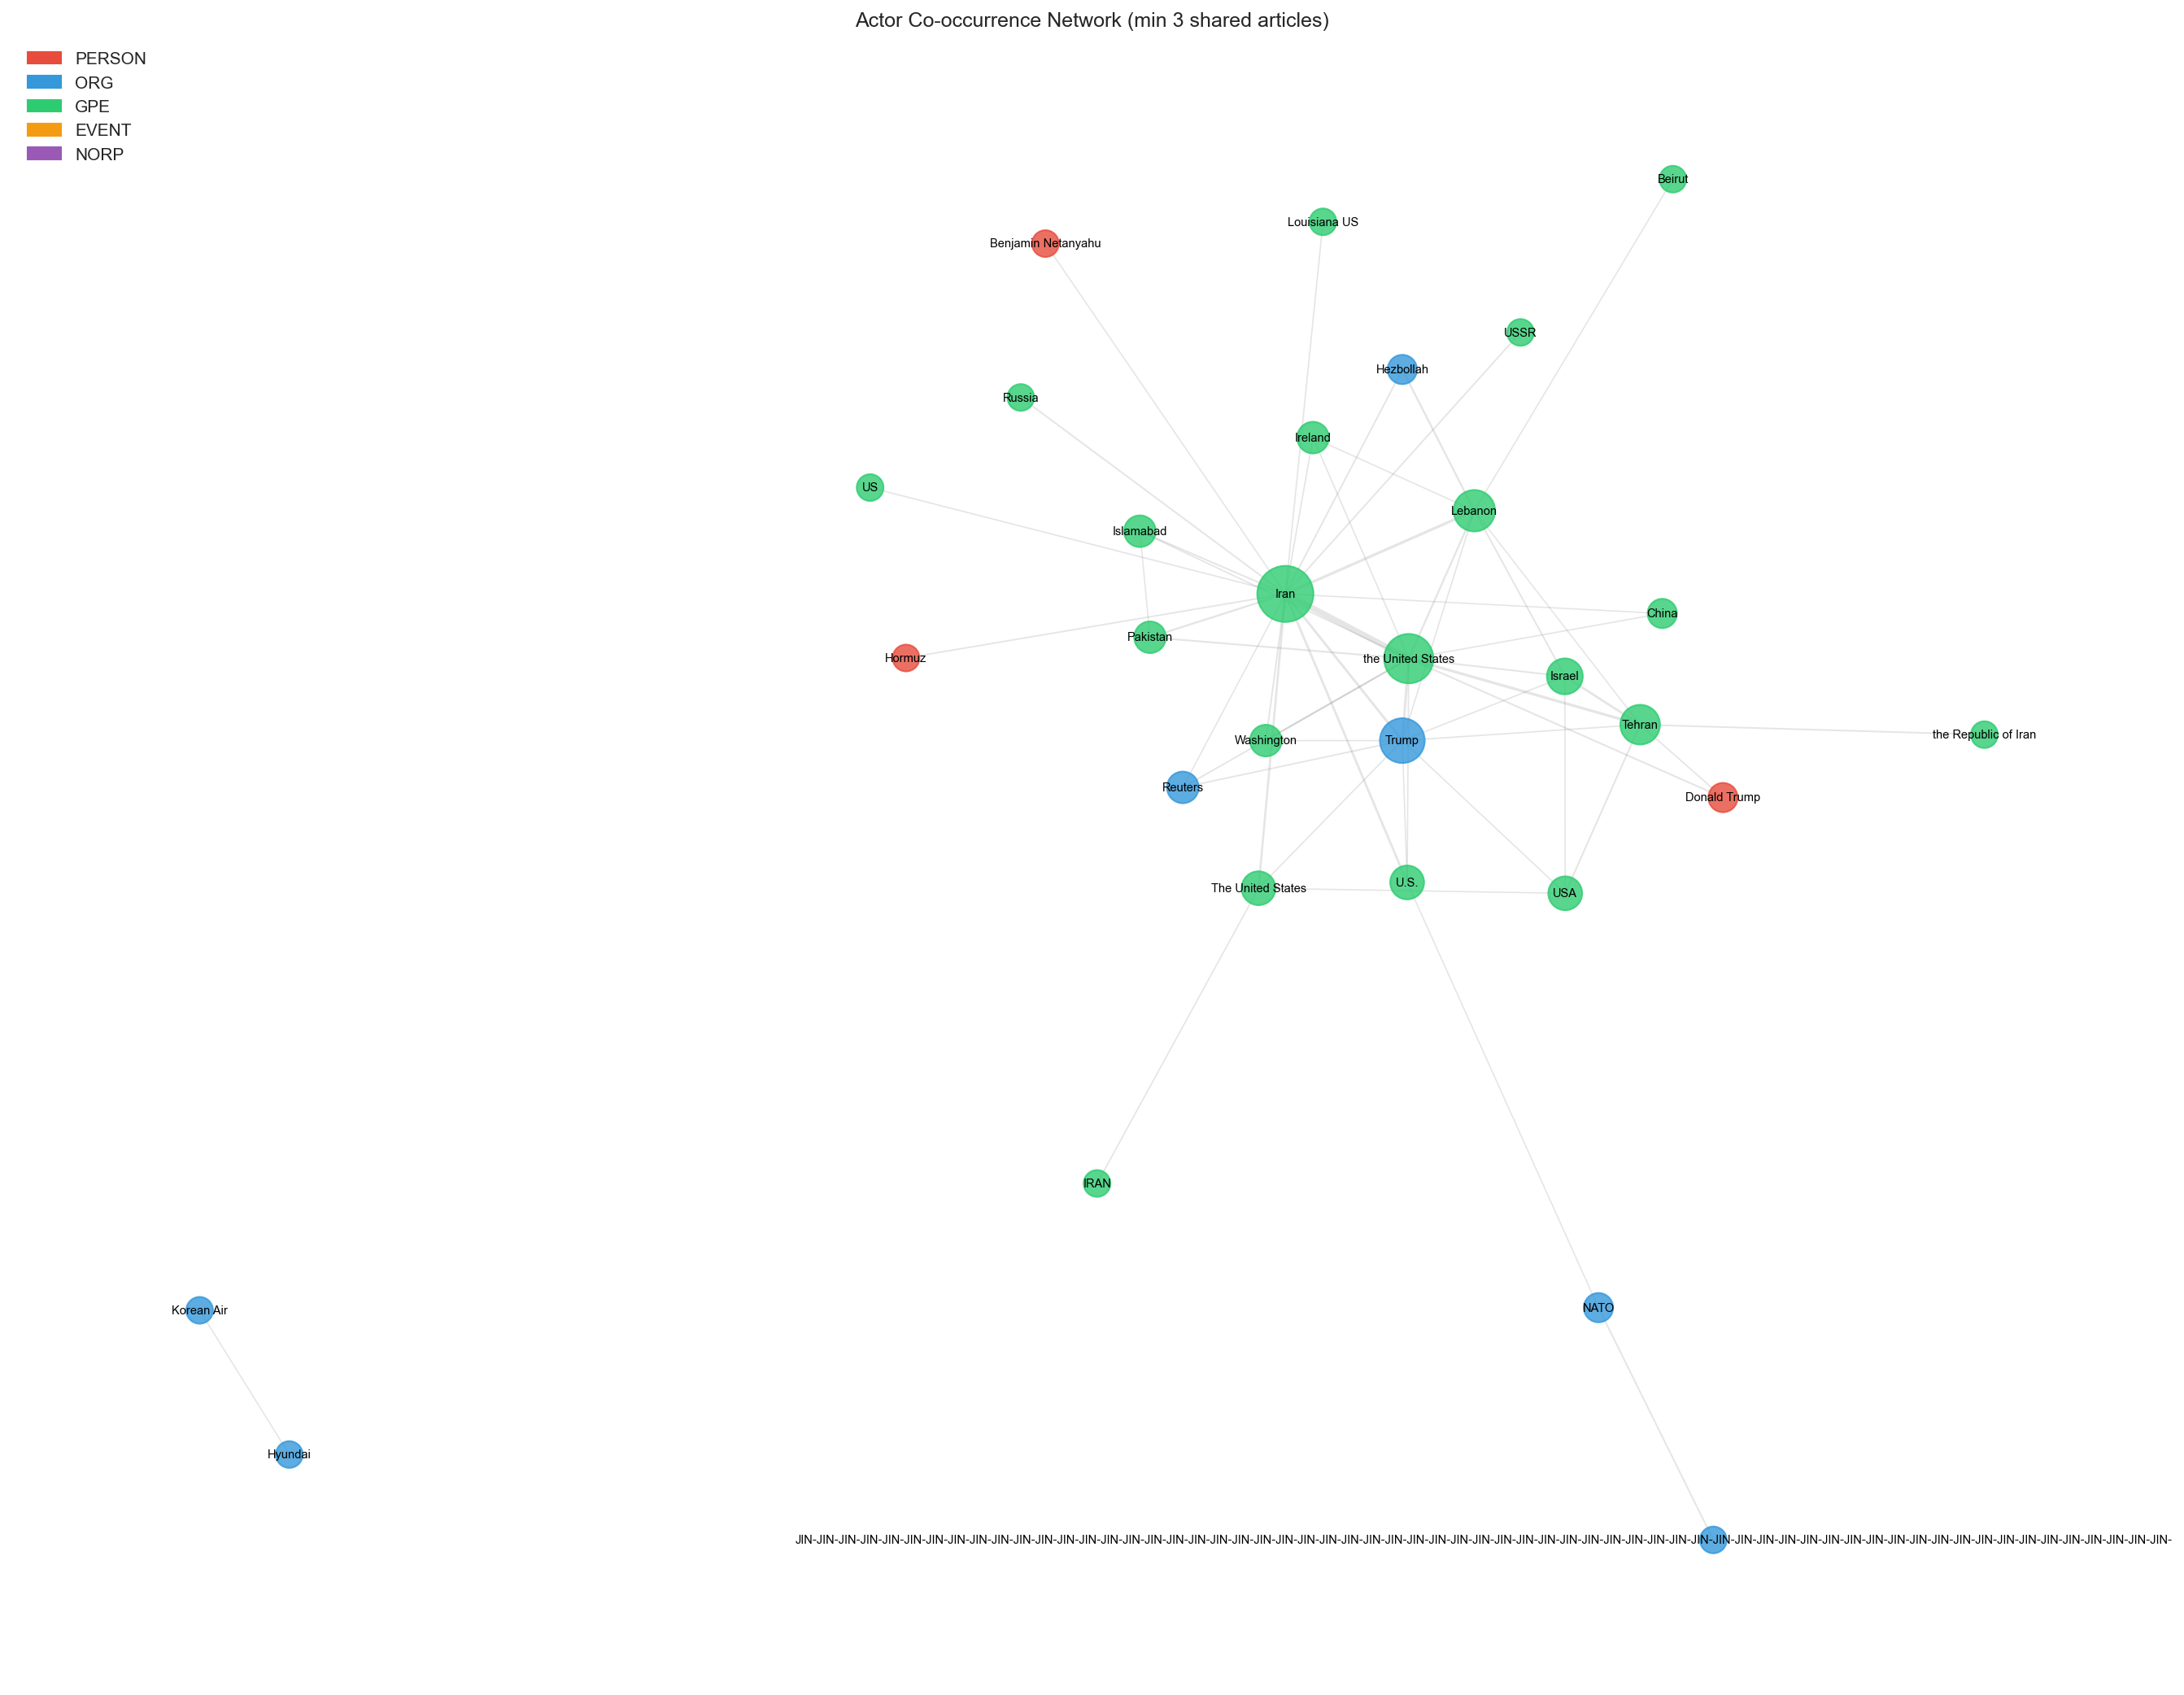 Actor Co-occurrence Network (min 3 shared articles)
PERSON
ORG
GPE
EVENT
NORP
Beirut
Louisiana US
Benjamin Netanyahu
USSR
Hezbollah
Russia
Ireland
US
Lebanon
Islamabad
Iran
China
Pakistan
Hormuz
the United States
Israel
Tehran
the Republic of Iran
Washington
Trump
Reuters
Donald Trump
The United States
U.S.
USA
IRAN
Korean Air
NATO
Hyundai
JIN-JIN-JIN-JIN-JIN-JIN-JIN-JIN-JIN-JIN-JIN-JIN-JIN-JIN-JIN-JIN-JIN-JIN-JIN-JIN-JIN-JIN-JIN-JIN-JIN-JIN-JIN-JIN-JIN-JIN-JIN-JIN-JIN-JIN-JIN-JIN-JIN-JIN-JIN-JIN-JIN-JIN-JIN-JIN-JIN-JIN-JIN-JIN-JIN-JIN-JIN-JIN-JIN-JIN-JIN-JIN-JIN-JIN-JIN-JIN-JIN-JIN-JIN-JIN-